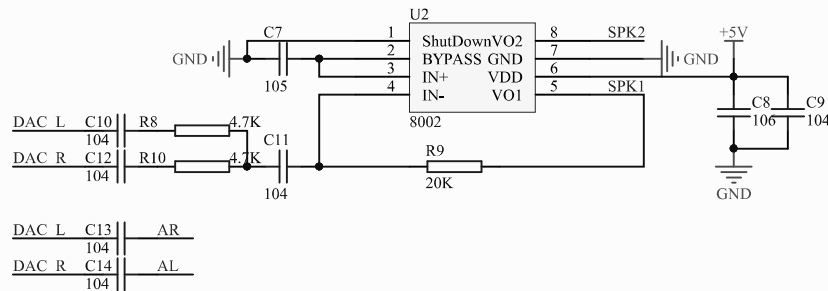 U2
C7
GND
105
1
2
3
4
ShutDownVO2
BYPASS GND
IN+ VDD
IN- VO1
8002
8
7
6
5
SPK2
GND
SPK1
+5V
C8
106
C9
104
GND
DAC L
C10
104
R8
4.7K
DAC R
C12
104
R10
4.7K
C11
104
R9
20K
DAC L
C13
104
AR
DAC R
C14
104
AL